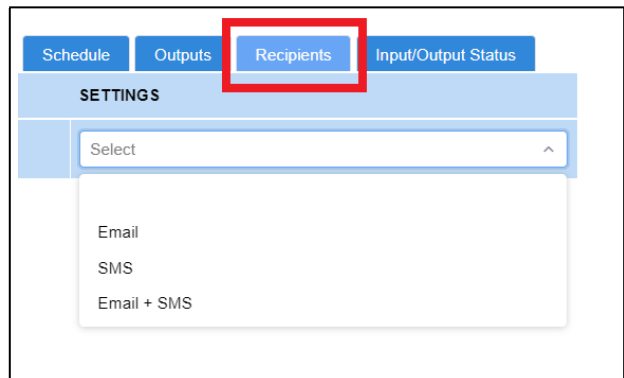 Schedule Outputs Recipients Input/Output Status
SETTINGS
Select
Email
SMS
Email + SMS